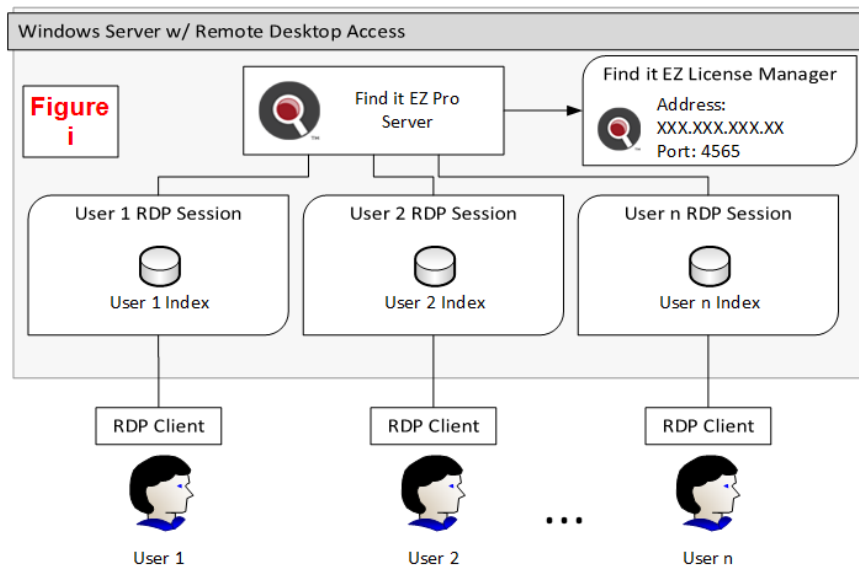 Windows Server w/ Remote Desktop Access
Figure
i
Find it EZ Pro
Server
Find it EZ License Manager
Address:
XXX.XXX.XXX.XX
Port: 4565
User 1 RDP Session
User 1 Index
User 2 RDP Session
User 2 Index
User n RDP Session
User n Index
RDP Client
RDP Client
RDP Client
...
User 1
User 2
User n